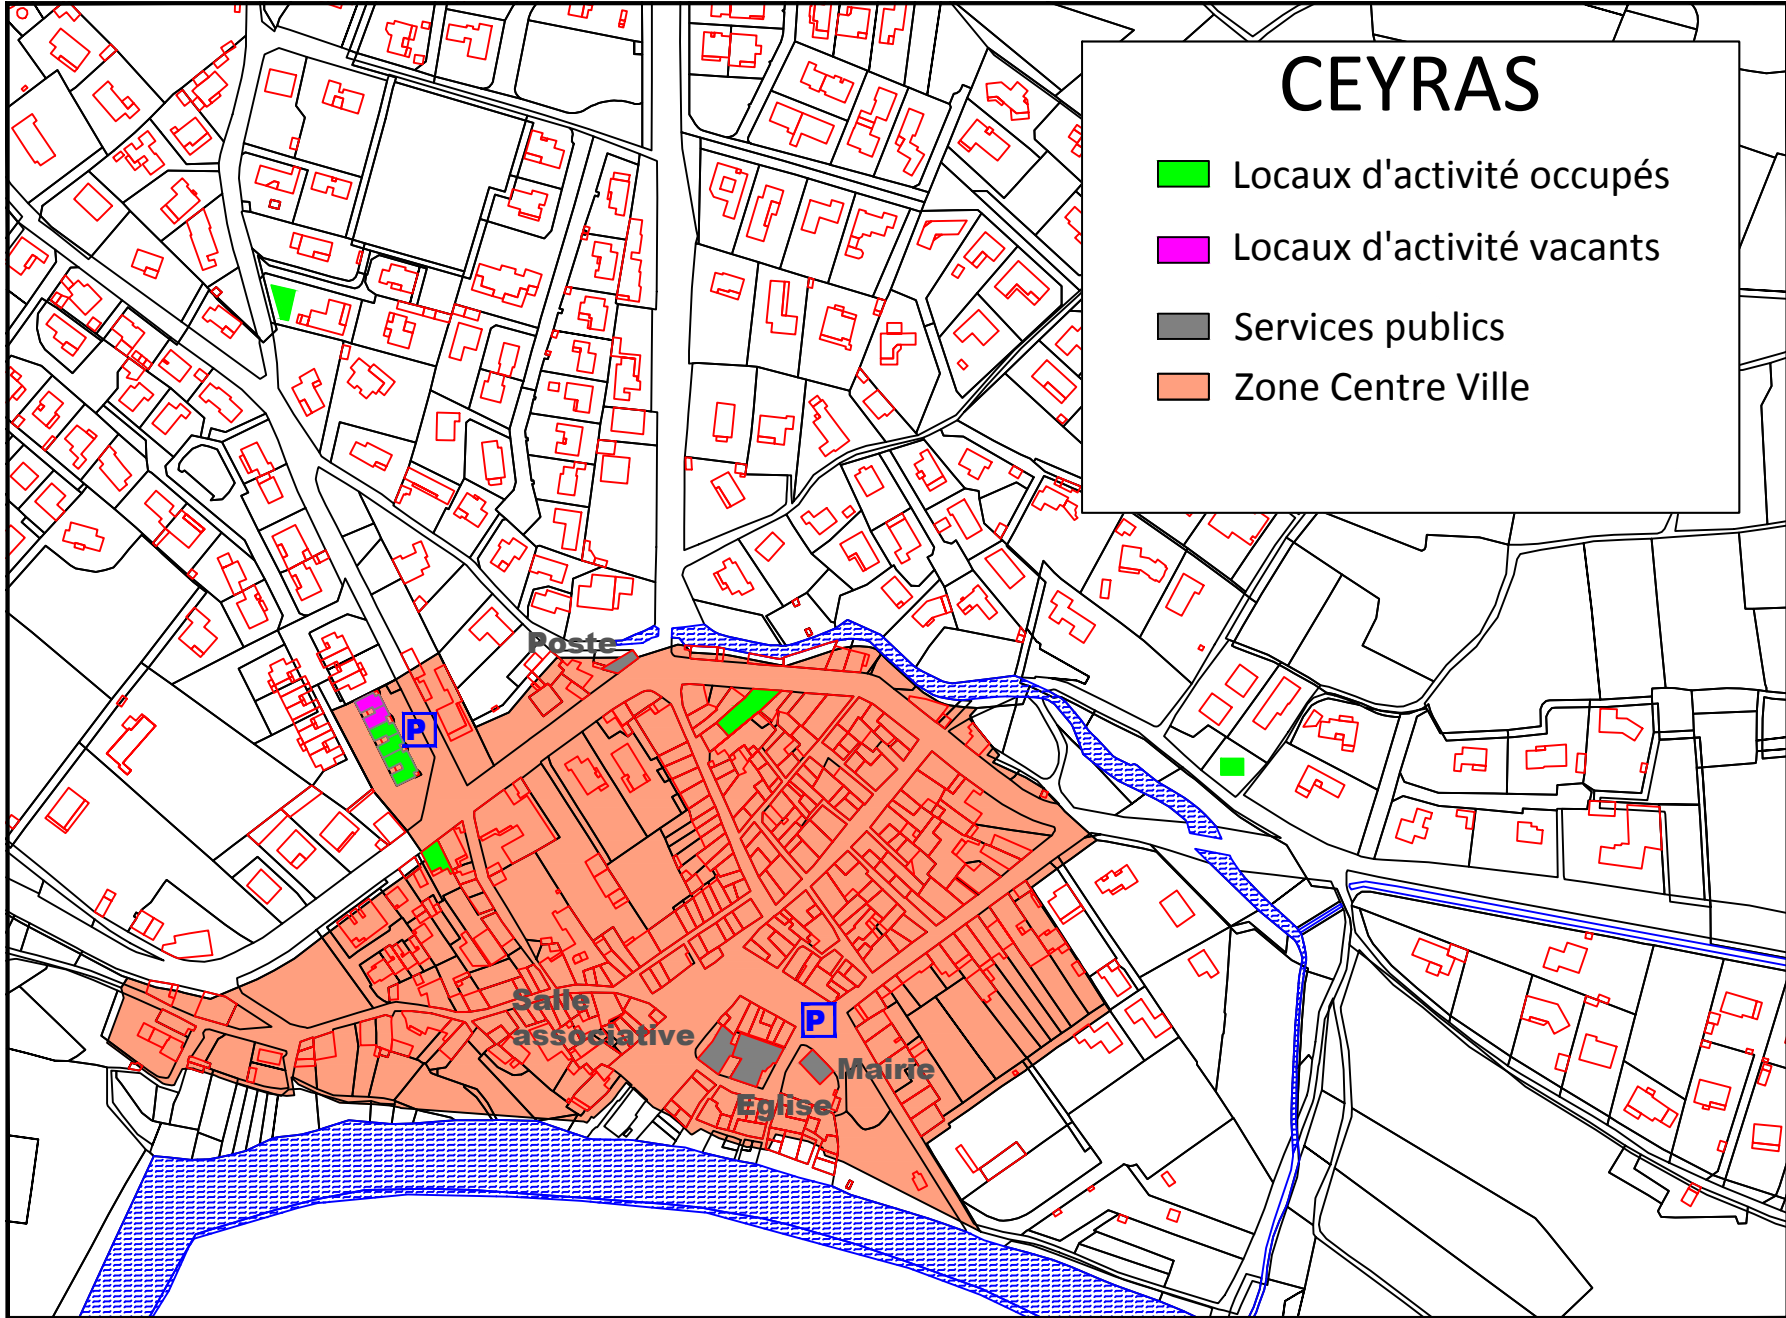 CEYRAS
Locaux d'activité occupés
Locaux d'activité vacants
Services publics
Zone Centre Ville
Poste
P
Salle
associative
P
Mairie
Eglise